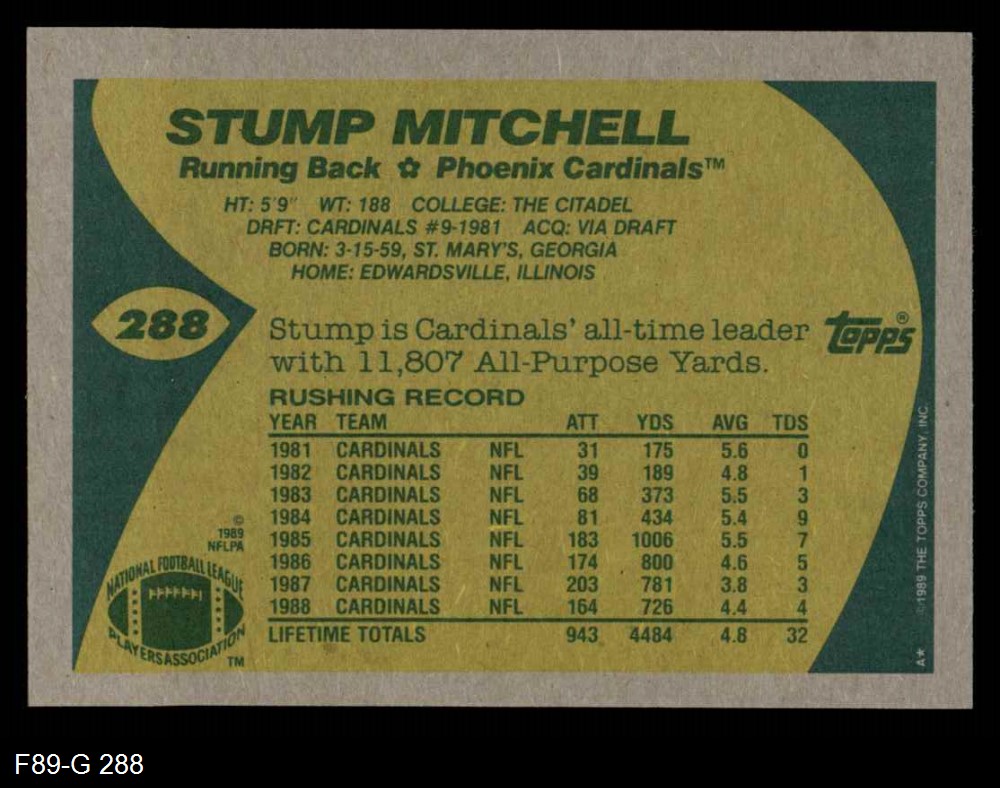 STUMP MITCHELL
Running Back ✿ Phoenix Cardinals™
HT: 5'9" WT: 188 COLLEGE: THE CITADEL
DRFT: CARDINALS #9-1981 ACQ: VIA DRAFT
BORN: 3-15-59, ST. MARY'S, GEORGIA
HOME: EDWARDSVILLE, ILLINOIS
288
Stump is Cardinals' all-time leader
with 11,807 All-Purpose Yards.
topps®
RUSHING RECORD
YEAR TEAM ATT YDS AVG TDS
1981 CARDINALS NFL 31 175 5.6 0
1982 CARDINALS NFL 39 189 4.8 1
1983 CARDINALS NFL 68 373 5.5 3
1984 CARDINALS NFL 81 434 5.4 9
1985 CARDINALS NFL 183 1006 5.5 7
1986 CARDINALS NFL 174 800 4.6 5
1987 CARDINALS NFL 203 781 3.8 3
1988 CARDINALS NFL 164 726 4.4 4
LIFETIME TOTALS 943 4484 4.8 32
©
1989
NFLPA
NATIONAL FOOTBALL LEAGUE
PLAYERS ASSOCIATION
TM
A★ ©1989 THE TOPPS COMPANY, INC.
F89-G 288